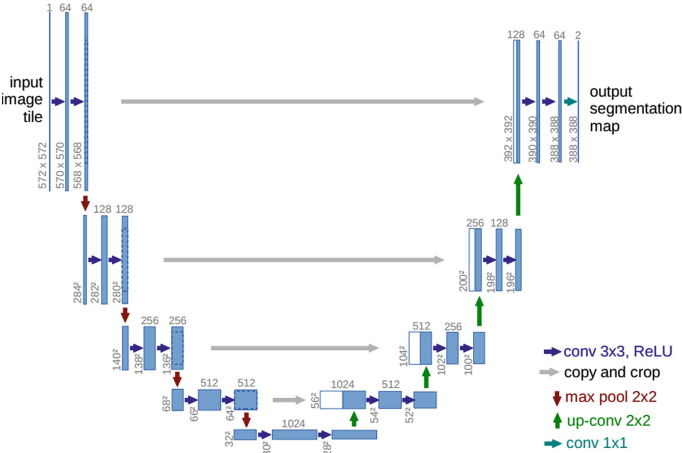 1 64 64
128 64 64 2
input
image
tile
output
segmentation
map
572 x 572
570 x 570
568 x 568
392 x 392
390 x 390
388 x 388
388 x 388
128 128
256 128
284²
282²
280²
200²
198²
196²
256 256
512 256
140²
138²
136²
104²
102²
100²
512 512
1024 512
68²
66²
64²
56²
54²
52²
1024
32²
conv 3x3, ReLU
copy and crop
max pool 2x2
up-conv 2x2
conv 1x1